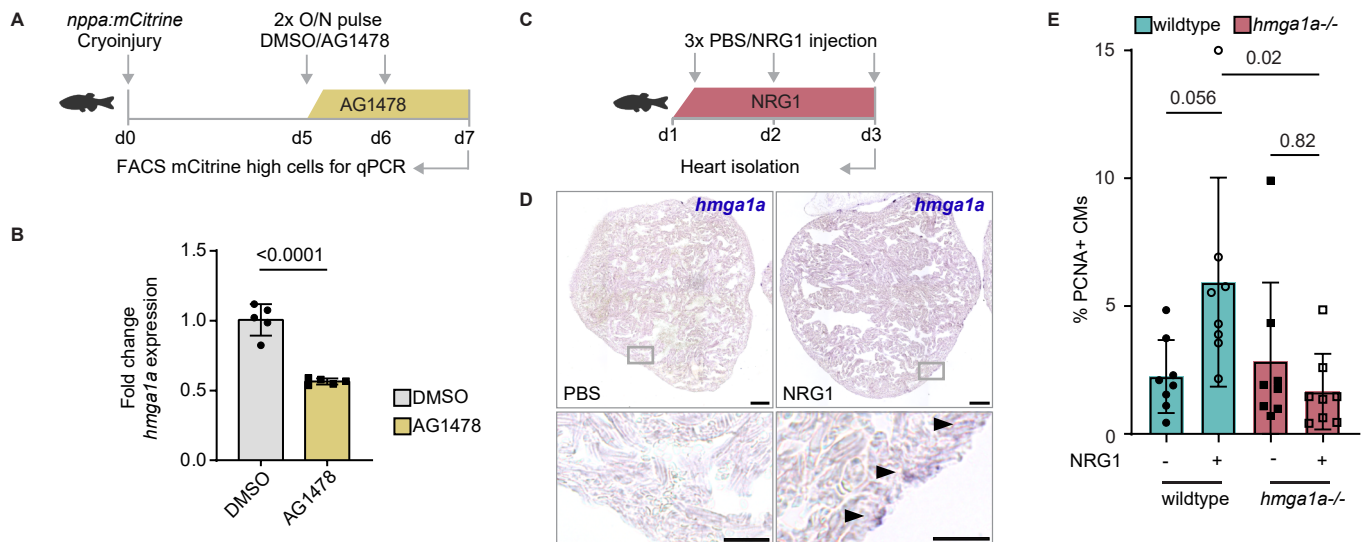 A
nppa:mCitrine
Cryoinjury
2x O/N pulse
DMSO/AG1478
AG1478
d0
d5
d6
d7
FACS mCitrine high cells for qPCR
B
Fold change
hmga1a expression
1.5
1.0
0.5
0.0
<0.0001
DMSO
AG1478
DMSO
AG1478
C
3x PBS/NRG1 injection
NRG1
d1
d2
d3
Heart isolation
D
hmga1a
PBS
hmga1a
NRG1
E
wildtype
hmga1a-/-
% PCNA+ CMs
15
10
5
0
0.02
0.056
0.82
NRG1 - + - +
wildtype hmga1a-/-